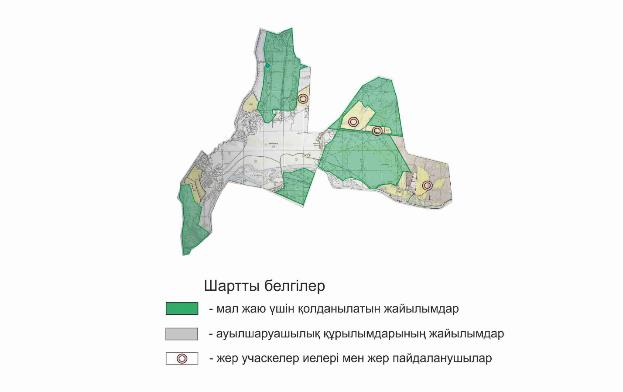 Шартты белгілер
- мал жаю үшін қолданылатын жайылымдар
- ауылшаруашылық құрылымдарының жайылымдар
- жер учаскелер иелері мен жер пайдаланушылар